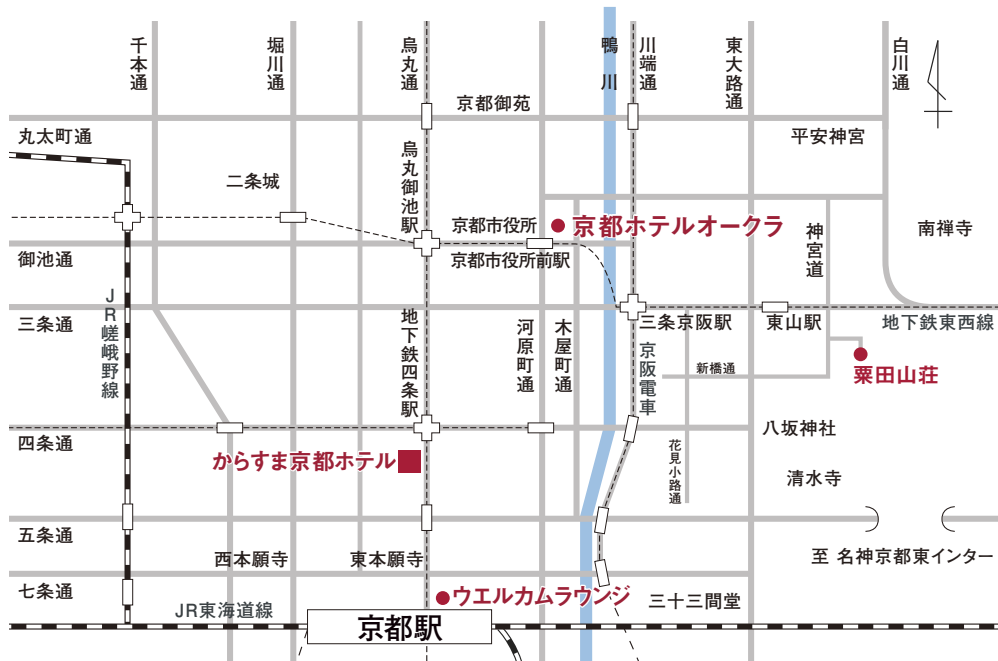 千本通
堀川通
烏丸通
鴨川
川端通
東大路通
白川通
京都御苑
丸太町通
平安神宮
烏丸御池駅
二条城
京都市役所
京都ホテルオークラ
神宮道
南禅寺
御池通
京都市役所前駅
JR嵯峨野線
三条通
地下鉄四条駅
河原町通
木屋町通
三条京阪駅
東山駅
地下鉄東西線
京阪電車
新橋通
粟田山荘
四条通
八坂神社
からすま京都ホテル
花見小路通
清水寺
五条通
西本願寺
東本願寺
至 名神京都東インター
七条通
JR東海道線
ウエルカムラウンジ
三十三間堂
京都駅